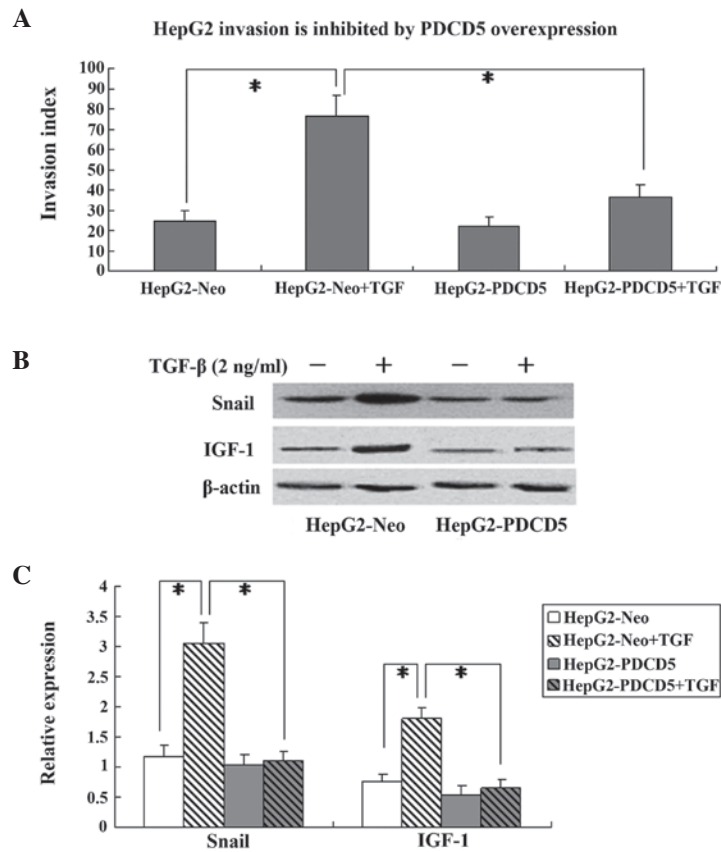 A
HepG2 invasion is inhibited by PDCD5 overexpression
Invasion index
100
90
80
70
60
50
40
30
20
10
0
*
*
HepG2-Neo HepG2-Neo+TGF HepG2-PDCD5 HepG2-PDCD5+TGF
B
TGF-β (2 ng/ml) − + − +
Snail
IGF-1
β-actin
HepG2-Neo HepG2-PDCD5
C
Relative expression
4
3.5
3
2.5
2
1.5
1
0.5
0
* *
* *
Snail IGF-1
HepG2-Neo
HepG2-Neo+TGF
HepG2-PDCD5
HepG2-PDCD5+TGF